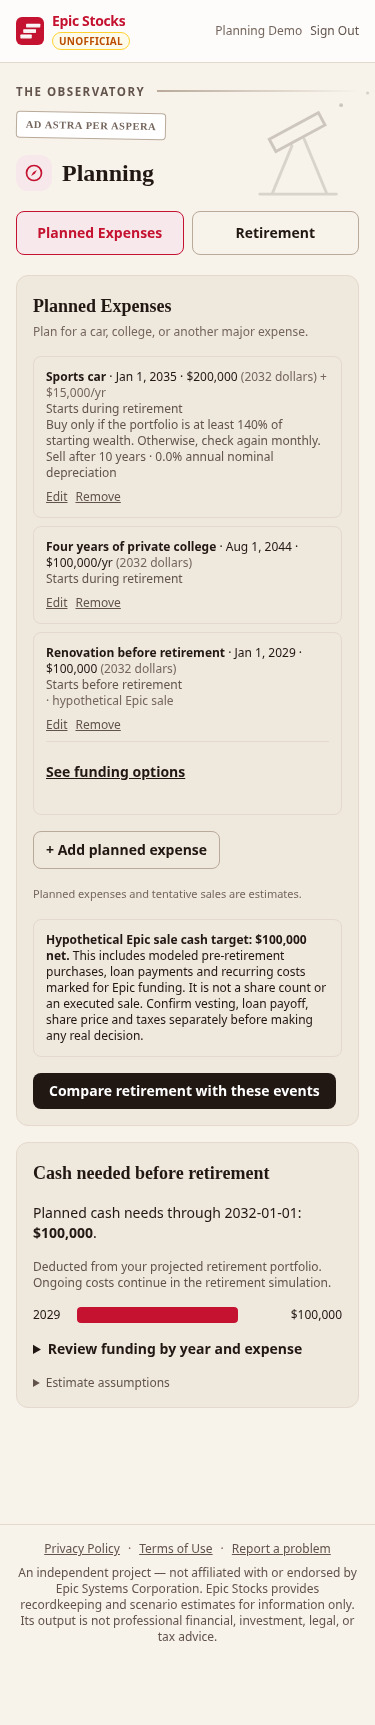 Epic Stocks
UNOFFICIAL
Planning Demo Sign Out
THE OBSERVATORY
AD ASTRA PER ASPERA
Planning
Planned Expenses
Retirement
Planned Expenses
Plan for a car, college, or another major expense.
Sports car · Jan 1, 2035 · $200,000 (2032 dollars) +
$15,000/yr
Starts during retirement
Buy only if the portfolio is at least 140% of
starting wealth. Otherwise, check again monthly.
Sell after 10 years · 0.0% annual nominal
depreciation
Edit Remove
Four years of private college · Aug 1, 2044 ·
$100,000/yr (2032 dollars)
Starts during retirement
Edit Remove
Renovation before retirement · Jan 1, 2029 ·
$100,000 (2032 dollars)
Starts before retirement
· hypothetical Epic sale
Edit Remove
See funding options
+ Add planned expense
Planned expenses and tentative sales are estimates.
Hypothetical Epic sale cash target: $100,000
net. This includes modeled pre-retirement
purchases, loan payments and recurring costs
marked for Epic funding. It is not a share count or
an executed sale. Confirm vesting, loan payoff,
share price and taxes separately before making
any real decision.
Compare retirement with these events
Cash needed before retirement
Planned cash needs through 2032-01-01:
$100,000.
Deducted from your projected retirement portfolio.
Ongoing costs continue in the retirement simulation.
2029 $100,000
Review funding by year and expense
Estimate assumptions
Privacy Policy · Terms of Use · Report a problem
An independent project — not affiliated with or endorsed by
Epic Systems Corporation. Epic Stocks provides
recordkeeping and scenario estimates for information only.
Its output is not professional financial, investment, legal, or
tax advice.